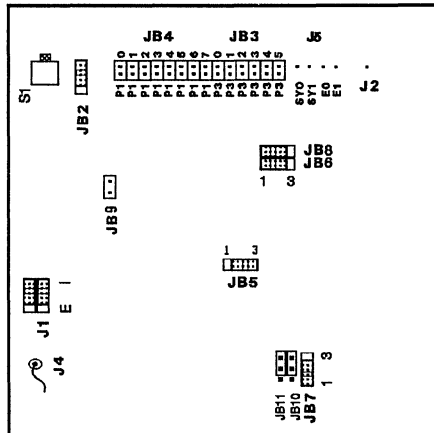 JB4 JB3 J5
0 1 2 3 4 5 6 7 0 1 2 3 4 5
P1 P1 P1 P1 P1 P1 P1 P1 P3 P3 P3 P3 P3 P3
SY0 SY1 E0 E1
J2
S1
JB2
JB8
JB6
1 3
JB9
1 3
JB5
I
E
J1
J4
JB11
JB10
JB7
1 3